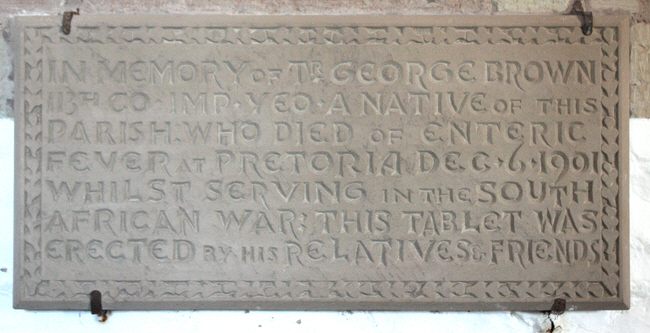 IN MEMORY OF TR. GEORGE BROWN
113TH CO. IMP. YEO. A NATIVE OF THIS
PARISH. WHO DIED OF ENTERIC
FEVER AT PRETORIA DEC. 6. 1901
WHILST SERVING IN THE SOUTH
AFRICAN WAR: THIS TABLET WAS
ERECTED BY HIS RELATIVES & FRIENDS